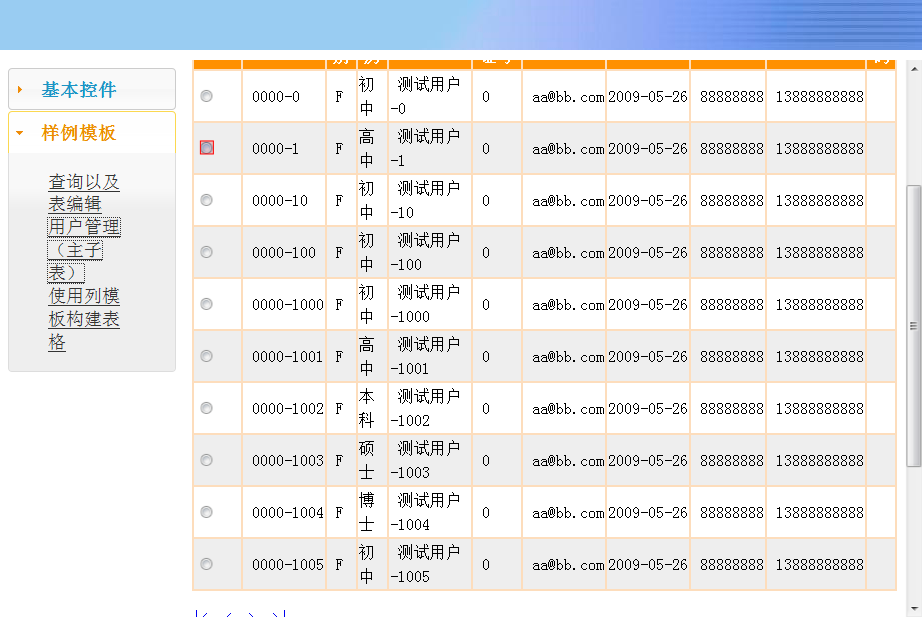 基本控件
样例模板
查询以及
表编辑
用户管理
（主子
表）
使用列模
板构建表
格
0000-0 F 初中 测试用户-0 0 aa@bb.com 2009-05-26 88888888 13888888888
0000-1 F 高中 测试用户-1 0 aa@bb.com 2009-05-26 88888888 13888888888
0000-10 F 初中 测试用户-10 0 aa@bb.com 2009-05-26 88888888 13888888888
0000-100 F 初中 测试用户-100 0 aa@bb.com 2009-05-26 88888888 13888888888
0000-1000 F 初中 测试用户-1000 0 aa@bb.com 2009-05-26 88888888 13888888888
0000-1001 F 高中 测试用户-1001 0 aa@bb.com 2009-05-26 88888888 13888888888
0000-1002 F 本科 测试用户-1002 0 aa@bb.com 2009-05-26 88888888 13888888888
0000-1003 F 硕士 测试用户-1003 0 aa@bb.com 2009-05-26 88888888 13888888888
0000-1004 F 博士 测试用户-1004 0 aa@bb.com 2009-05-26 88888888 13888888888
0000-1005 F 初中 测试用户-1005 0 aa@bb.com 2009-05-26 88888888 13888888888